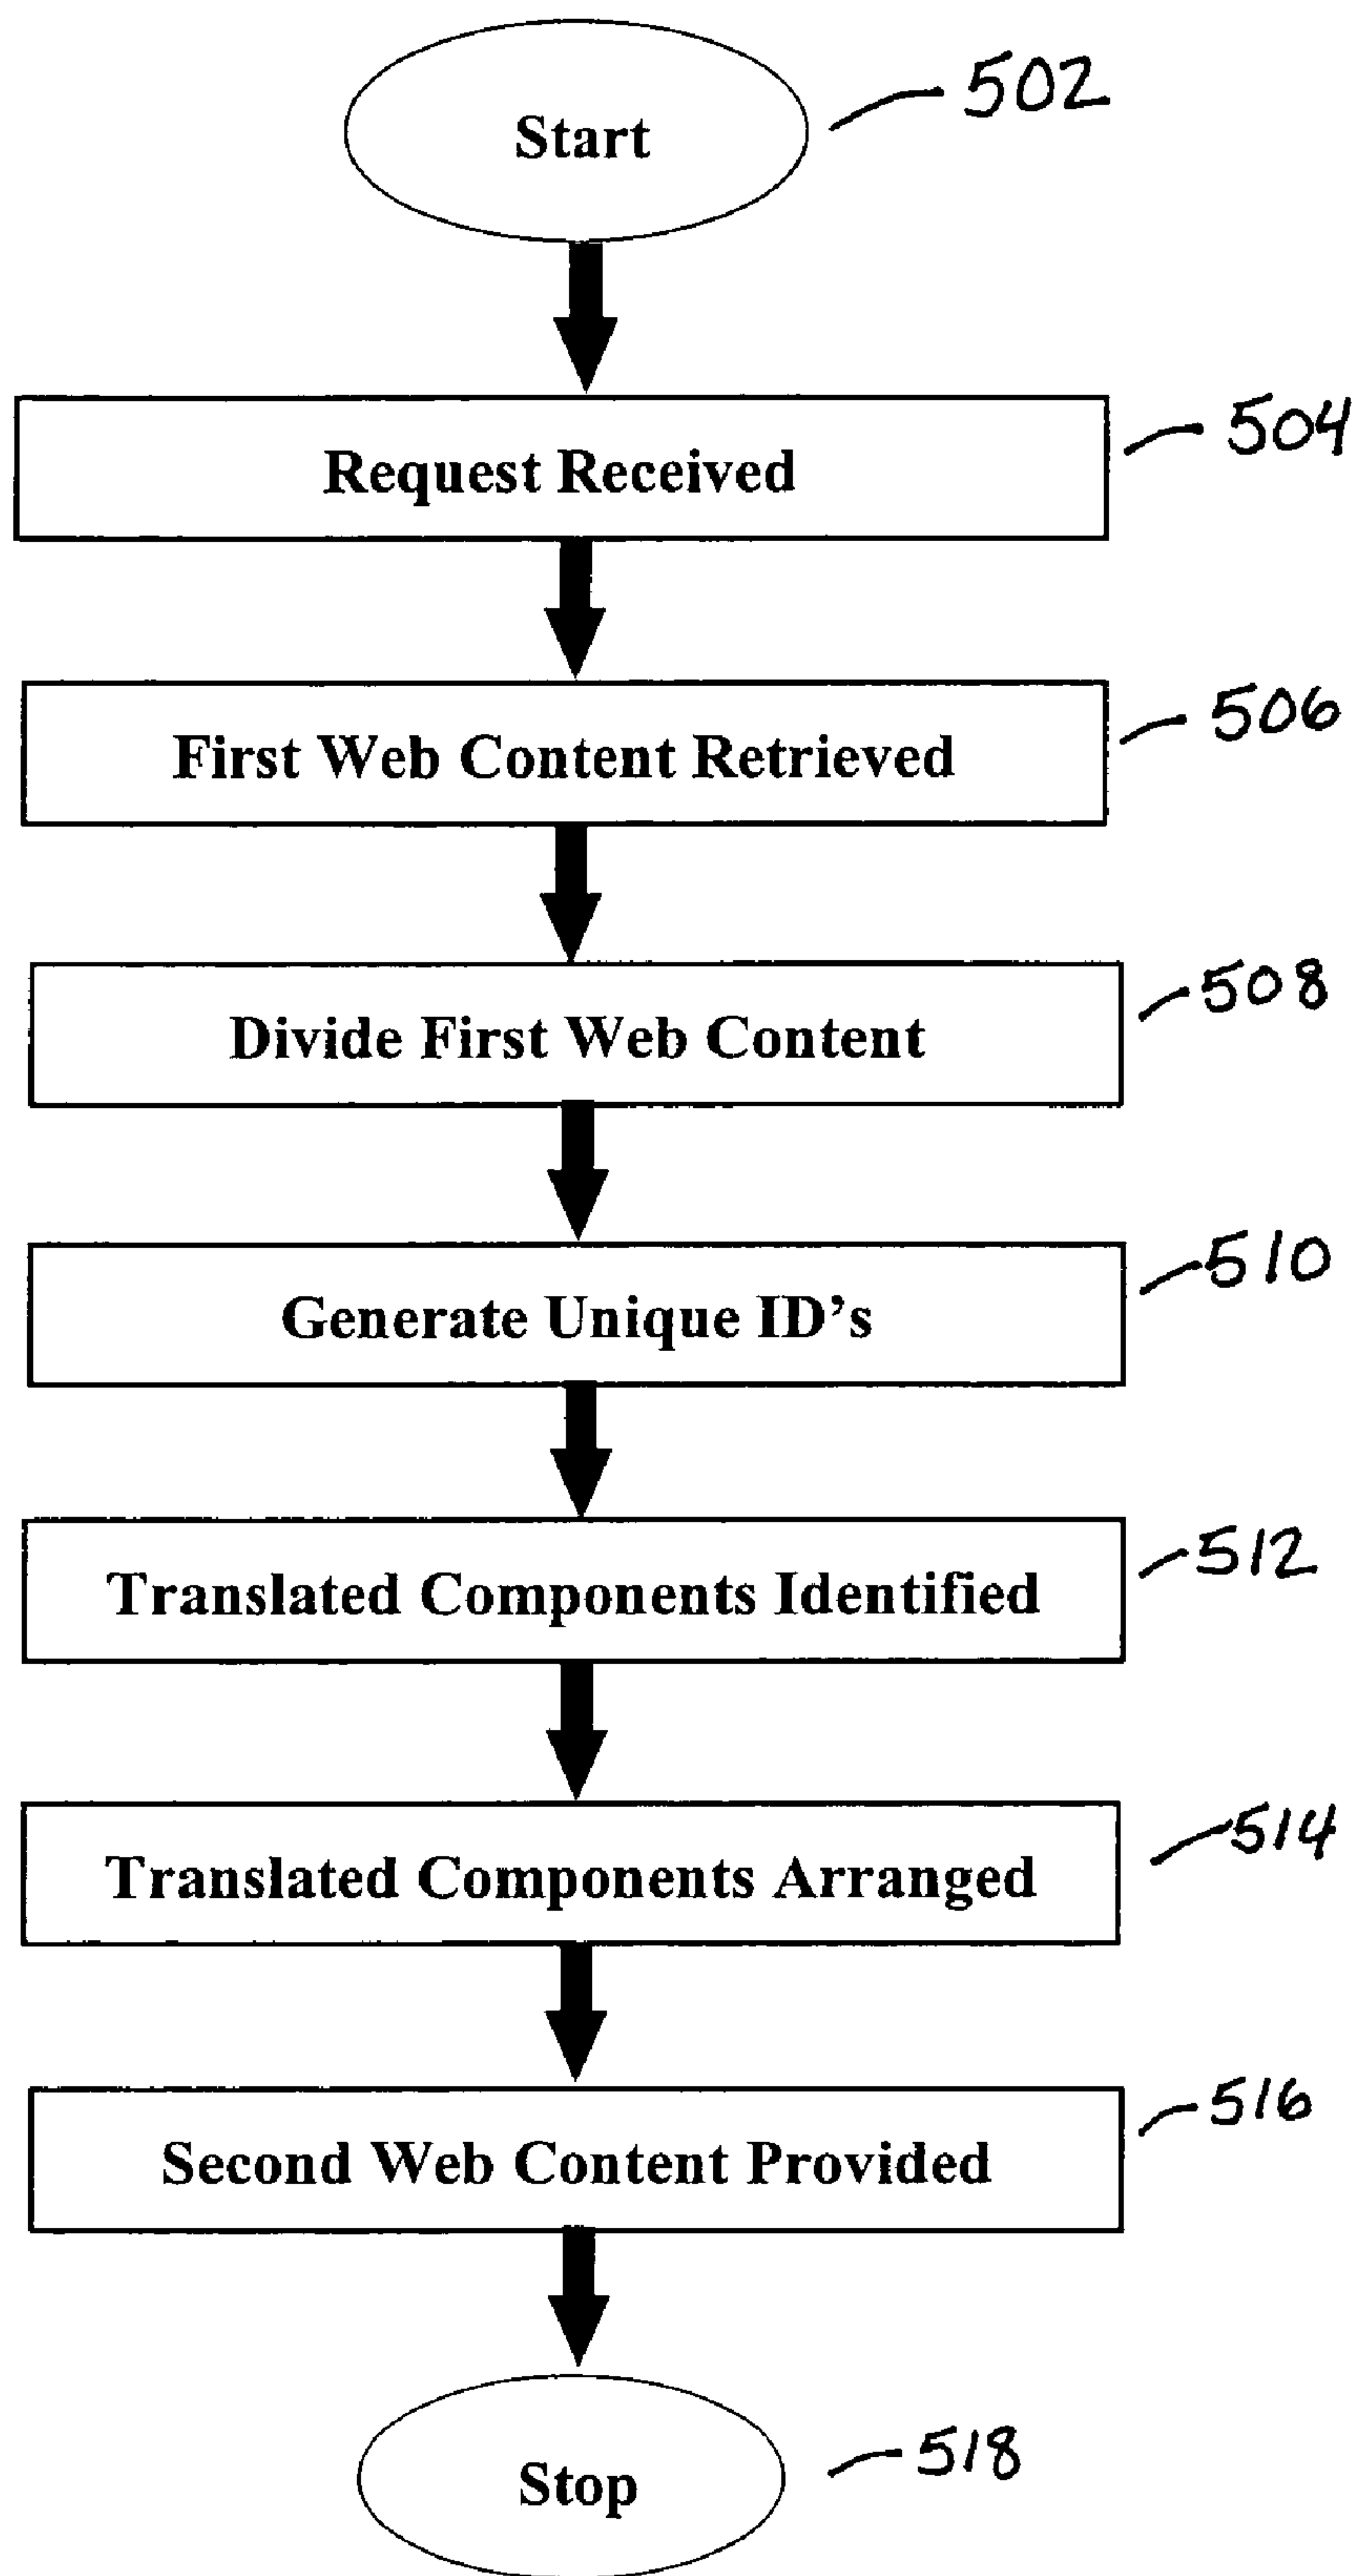 Start
502
Request Received
504
First Web Content Retrieved
506
Divide First Web Content
508
Generate Unique ID's
510
Translated Components Identified
512
Translated Components Arranged
514
Second Web Content Provided
516
Stop
518